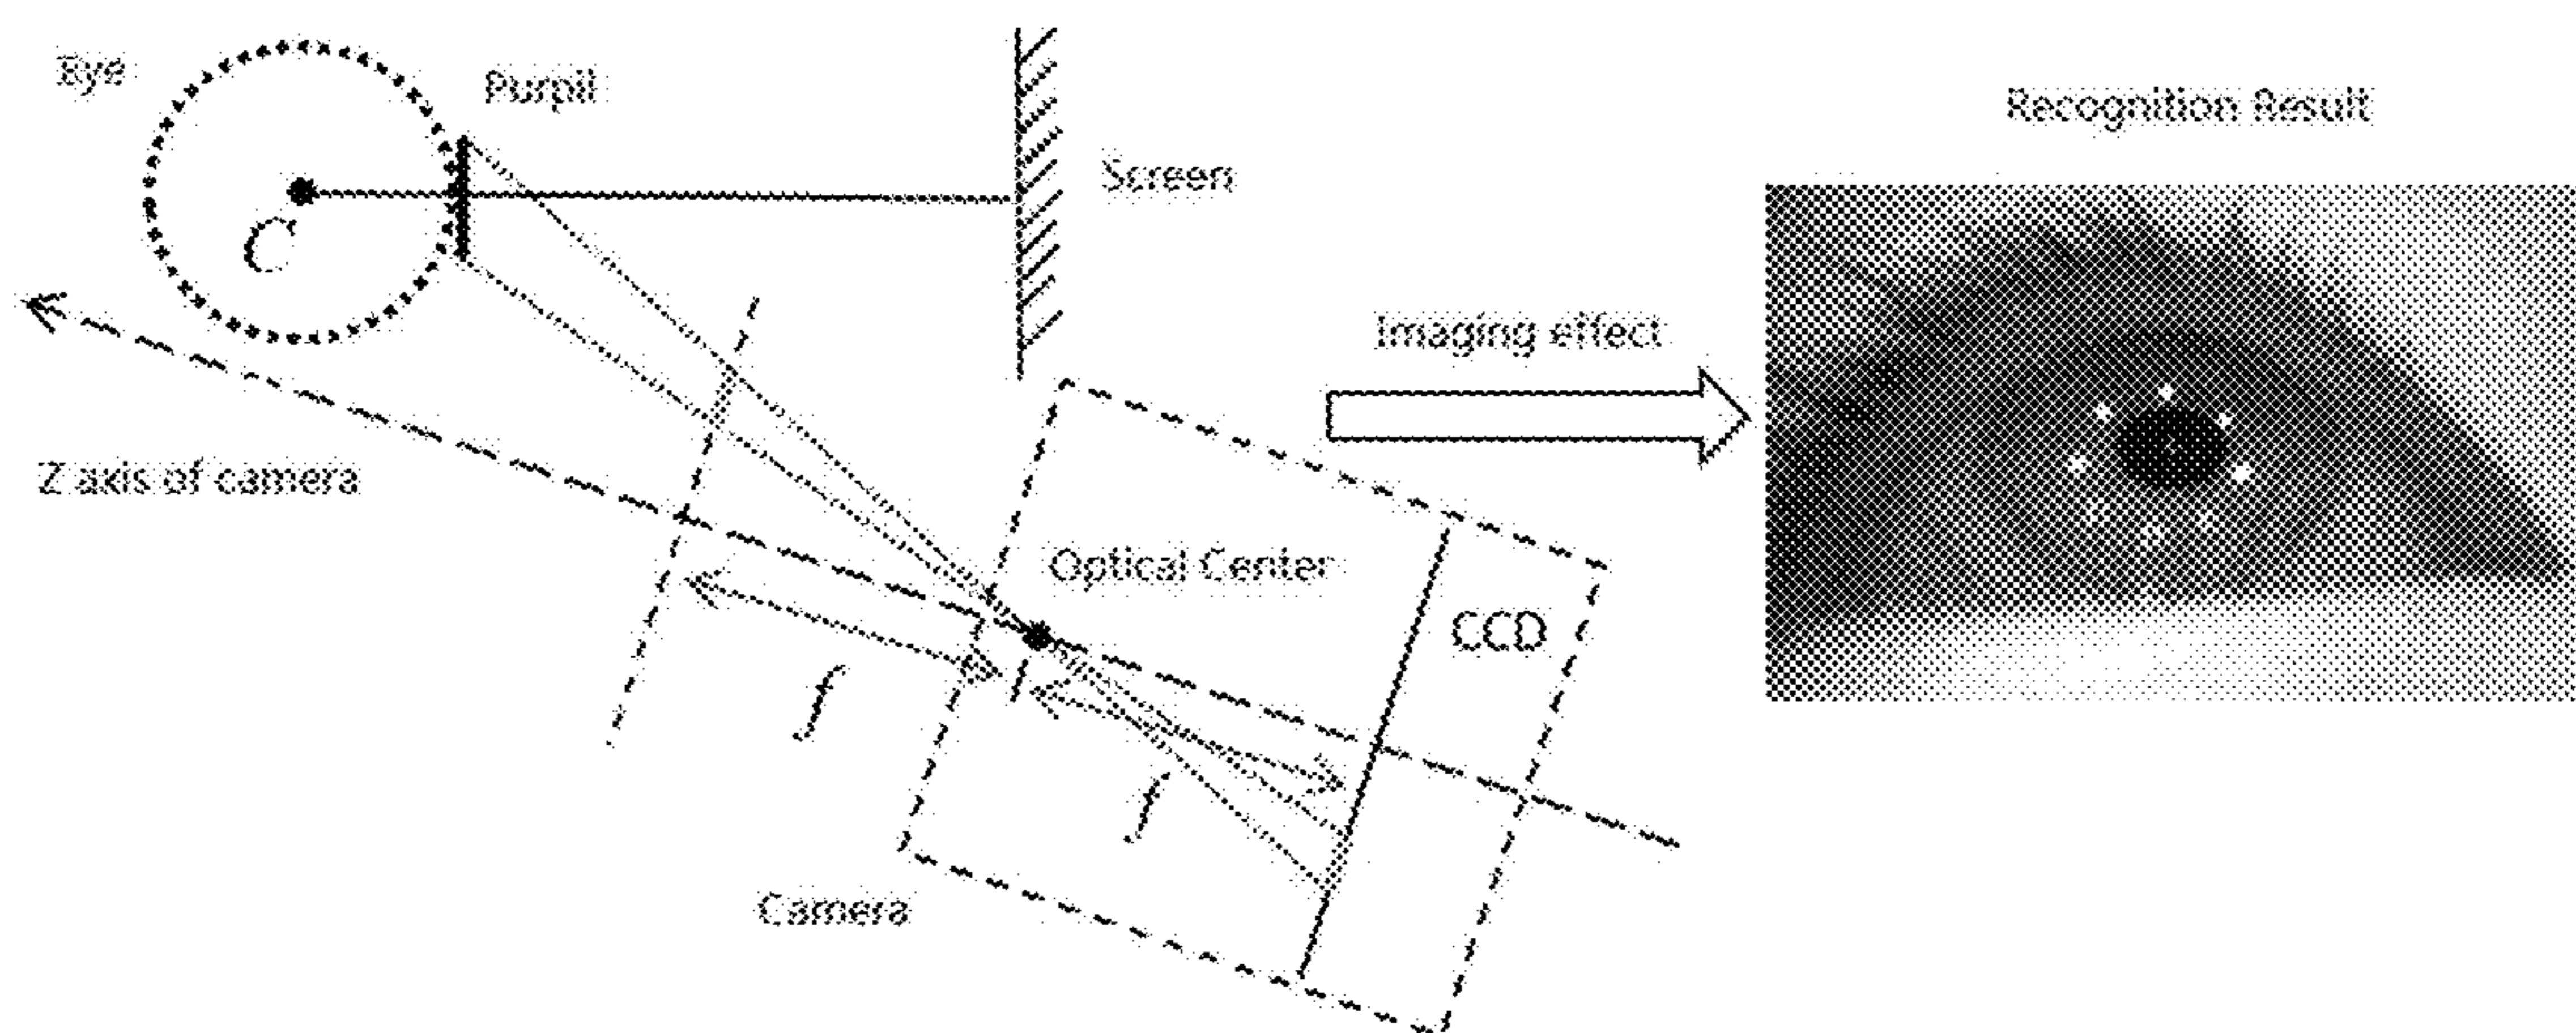 Eye
Purpil
Recognition Result
Screen
C
Imaging effect
Z axis of camera
Optical Center
CCD
f
f
Camera